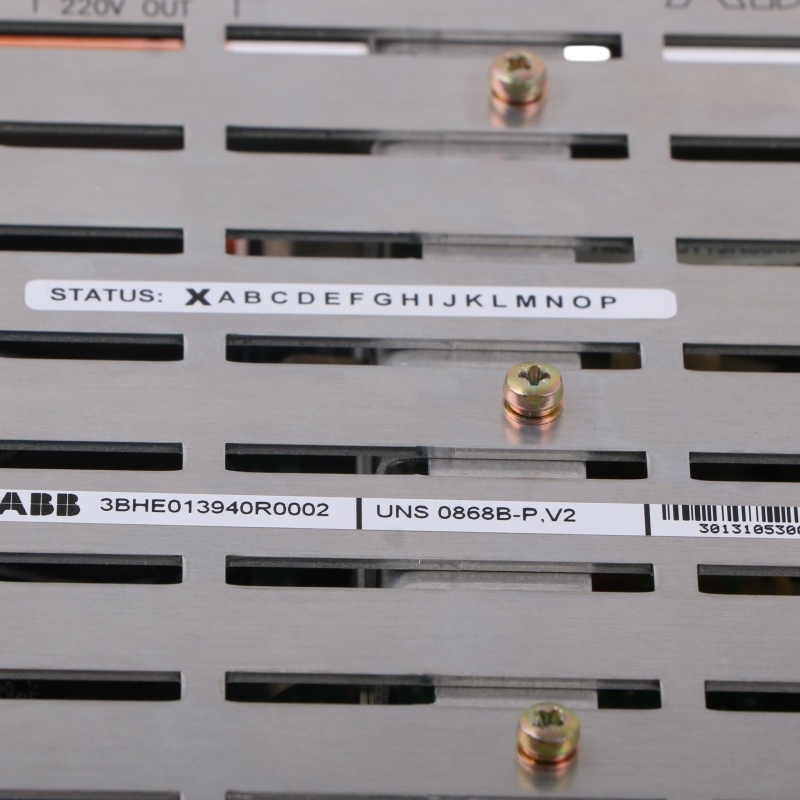 220V OUT
STATUS: X A B C D E F G H I J K L M N O P
ABB 3BHE013940R0002 UNS 0868B-P,V2